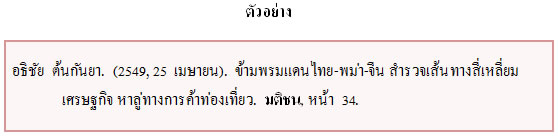 ตัวอย่าง
อธิชัย ต้นกันยา. (2549, 25 เมษายน). ข้ามพรมแดนไทย-พม่า-จีน สำรวจเส้นทางสี่เหลี่ยม
เศรษฐกิจ หาลู่ทางการค้าท่องเที่ยว. มติชน, หน้า 34.